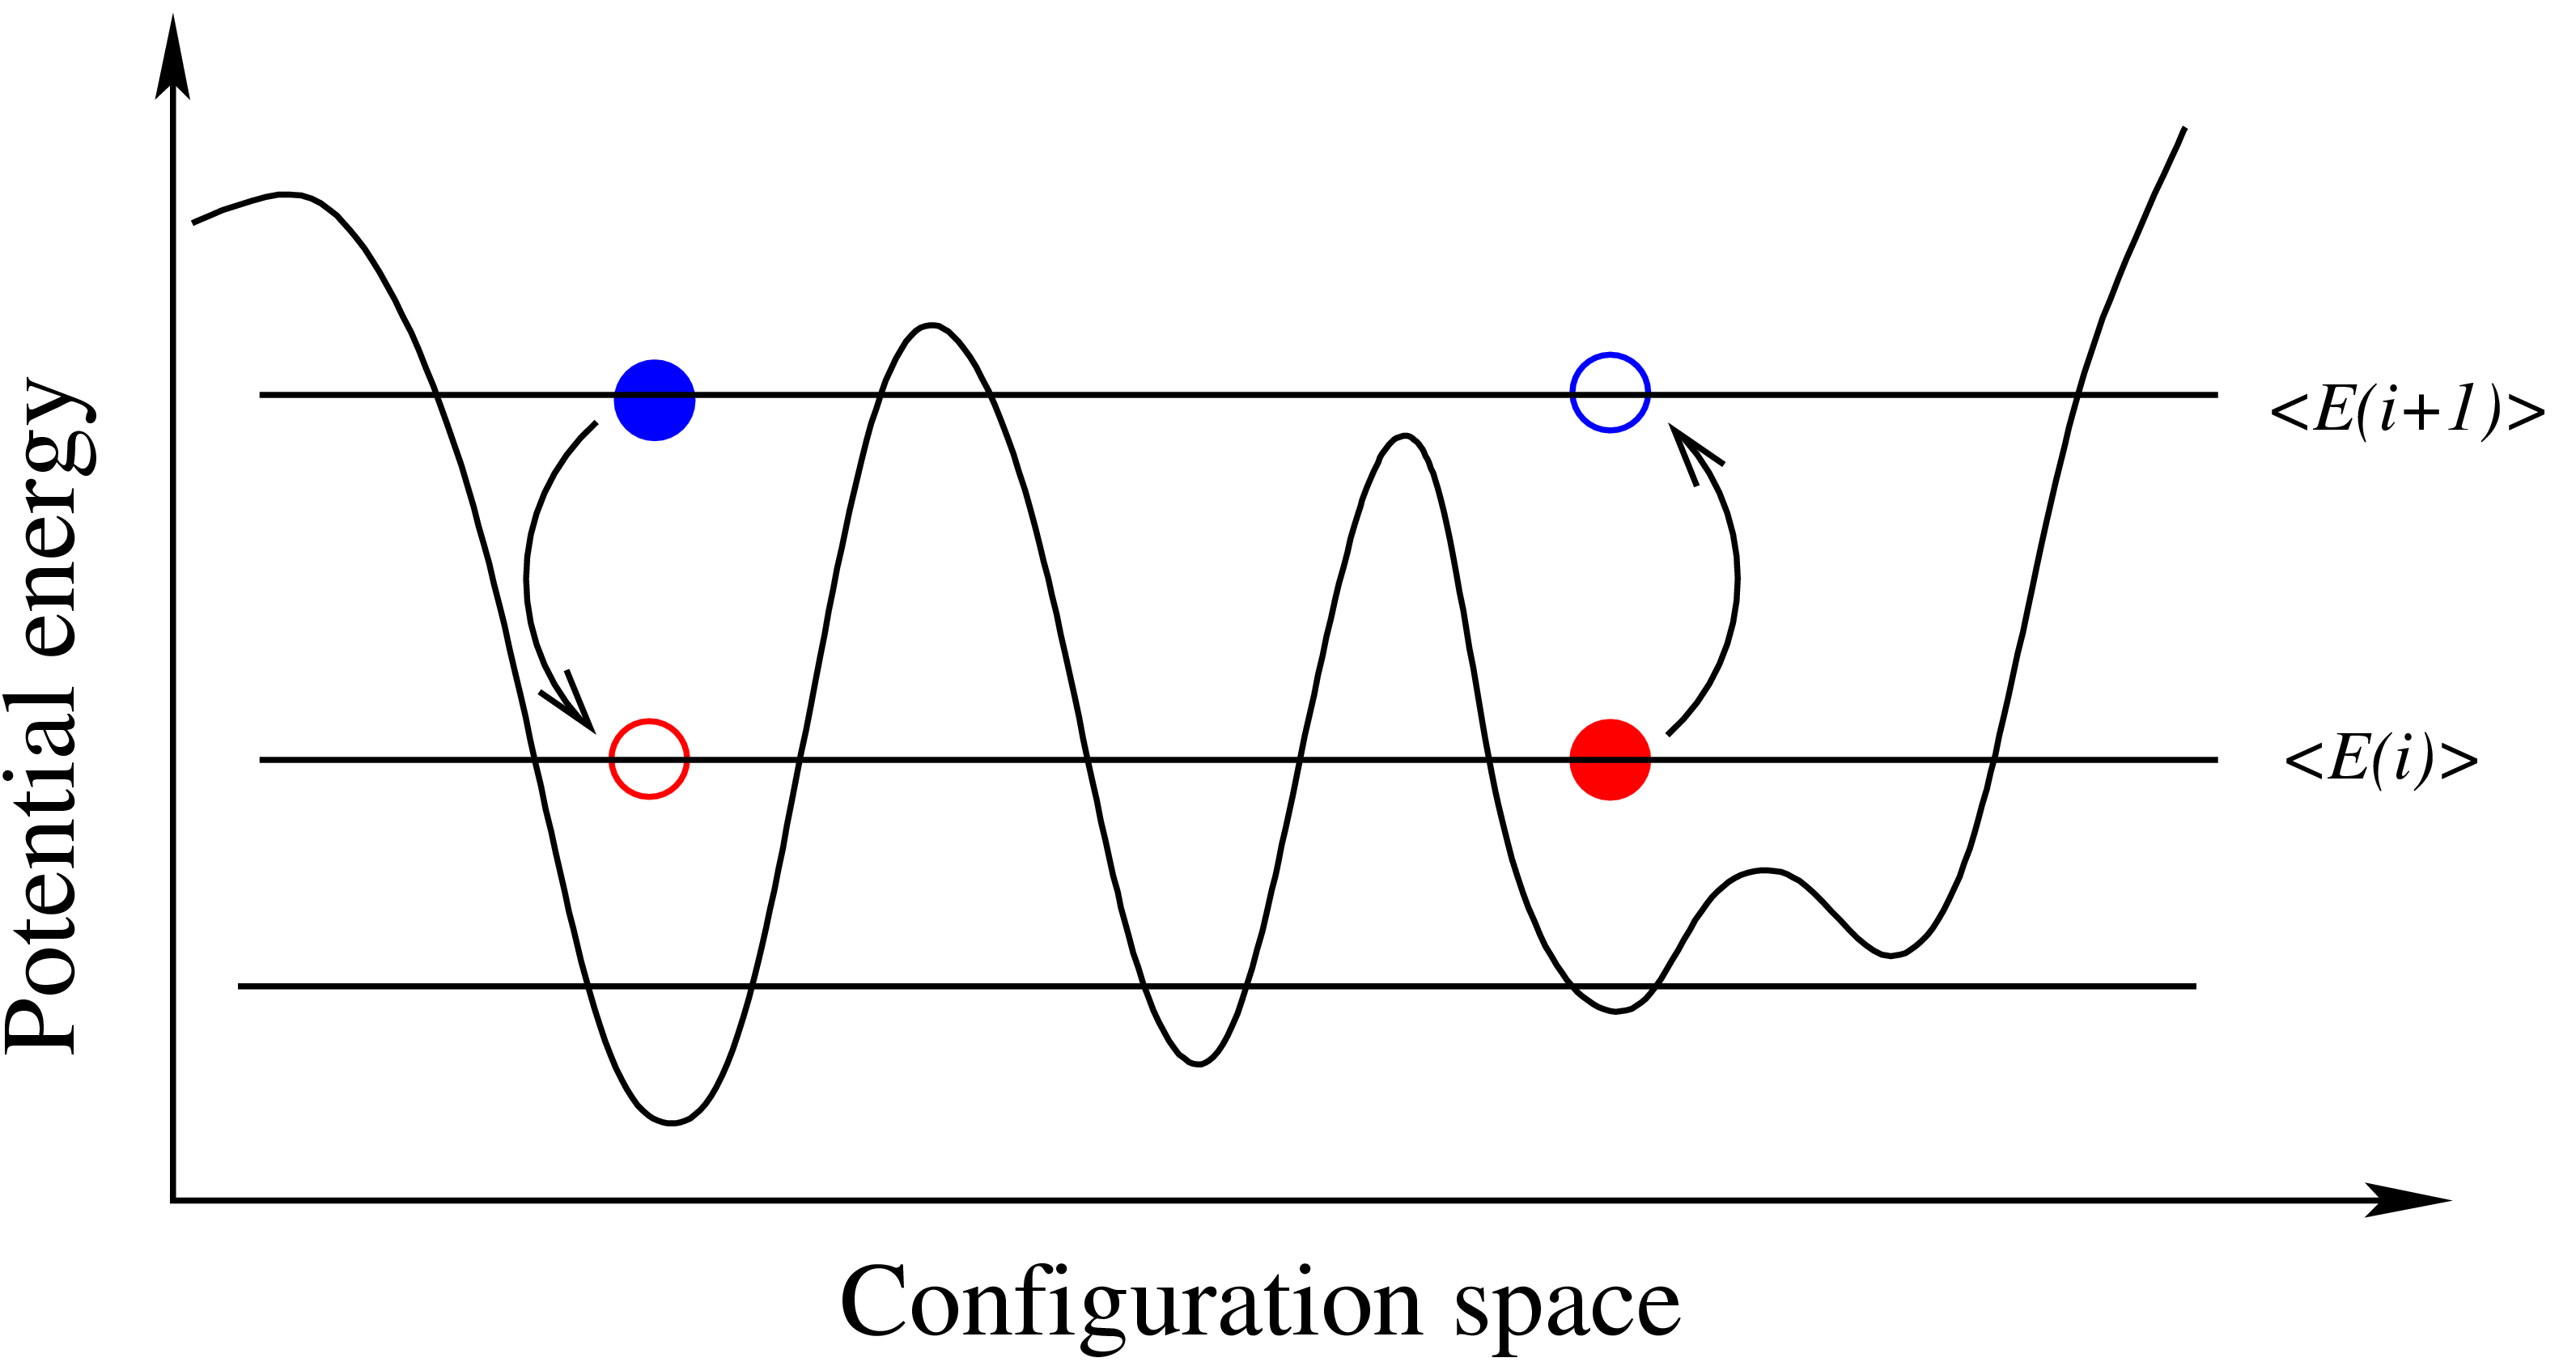 Potential energy
<E(i+1)>
<E(i)>
Configuration space